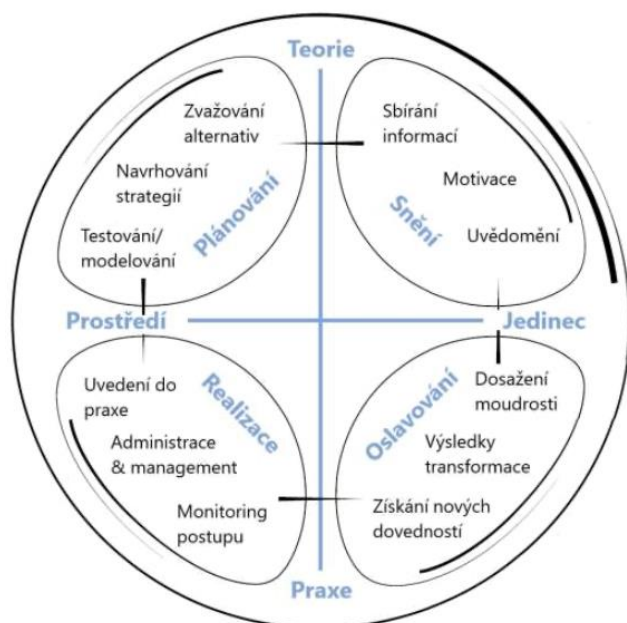 Teorie
Zvažování
alternativ
Navrhování
strategií
Testování/
modelování
Plánování
Sbírání
informací
Motivace
Uvědomění
Snění
Prostředí
Jedinec
Uvedení do
praxe
Administrace
& management
Monitoring
postupu
Realizace
Oslavování
Dosažení
moudrosti
Výsledky
transformace
Získání nových
dovedností
Praxe